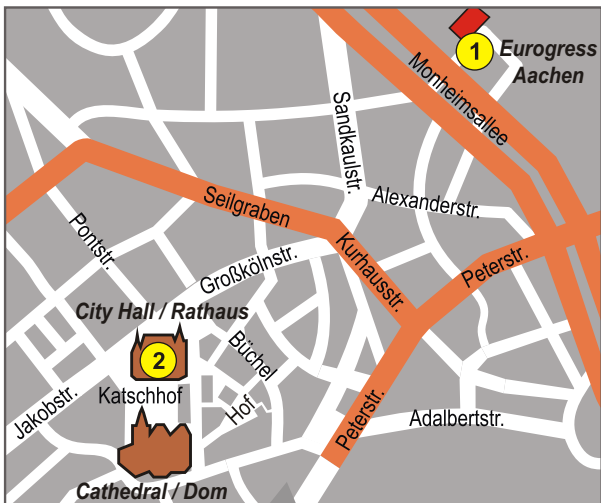 1
Eurogress
Aachen
Monheimsallee
Sandkaulstr.
Alexanderstr.
Seilgraben
Pontstr.
Großkölnstr.
Kurhausstr.
Peterstr.
City Hall / Rathaus
Büchel
2
Katschhof
Hof
Jakobstr.
Peterstr.
Adalbertstr.
Cathedral / Dom